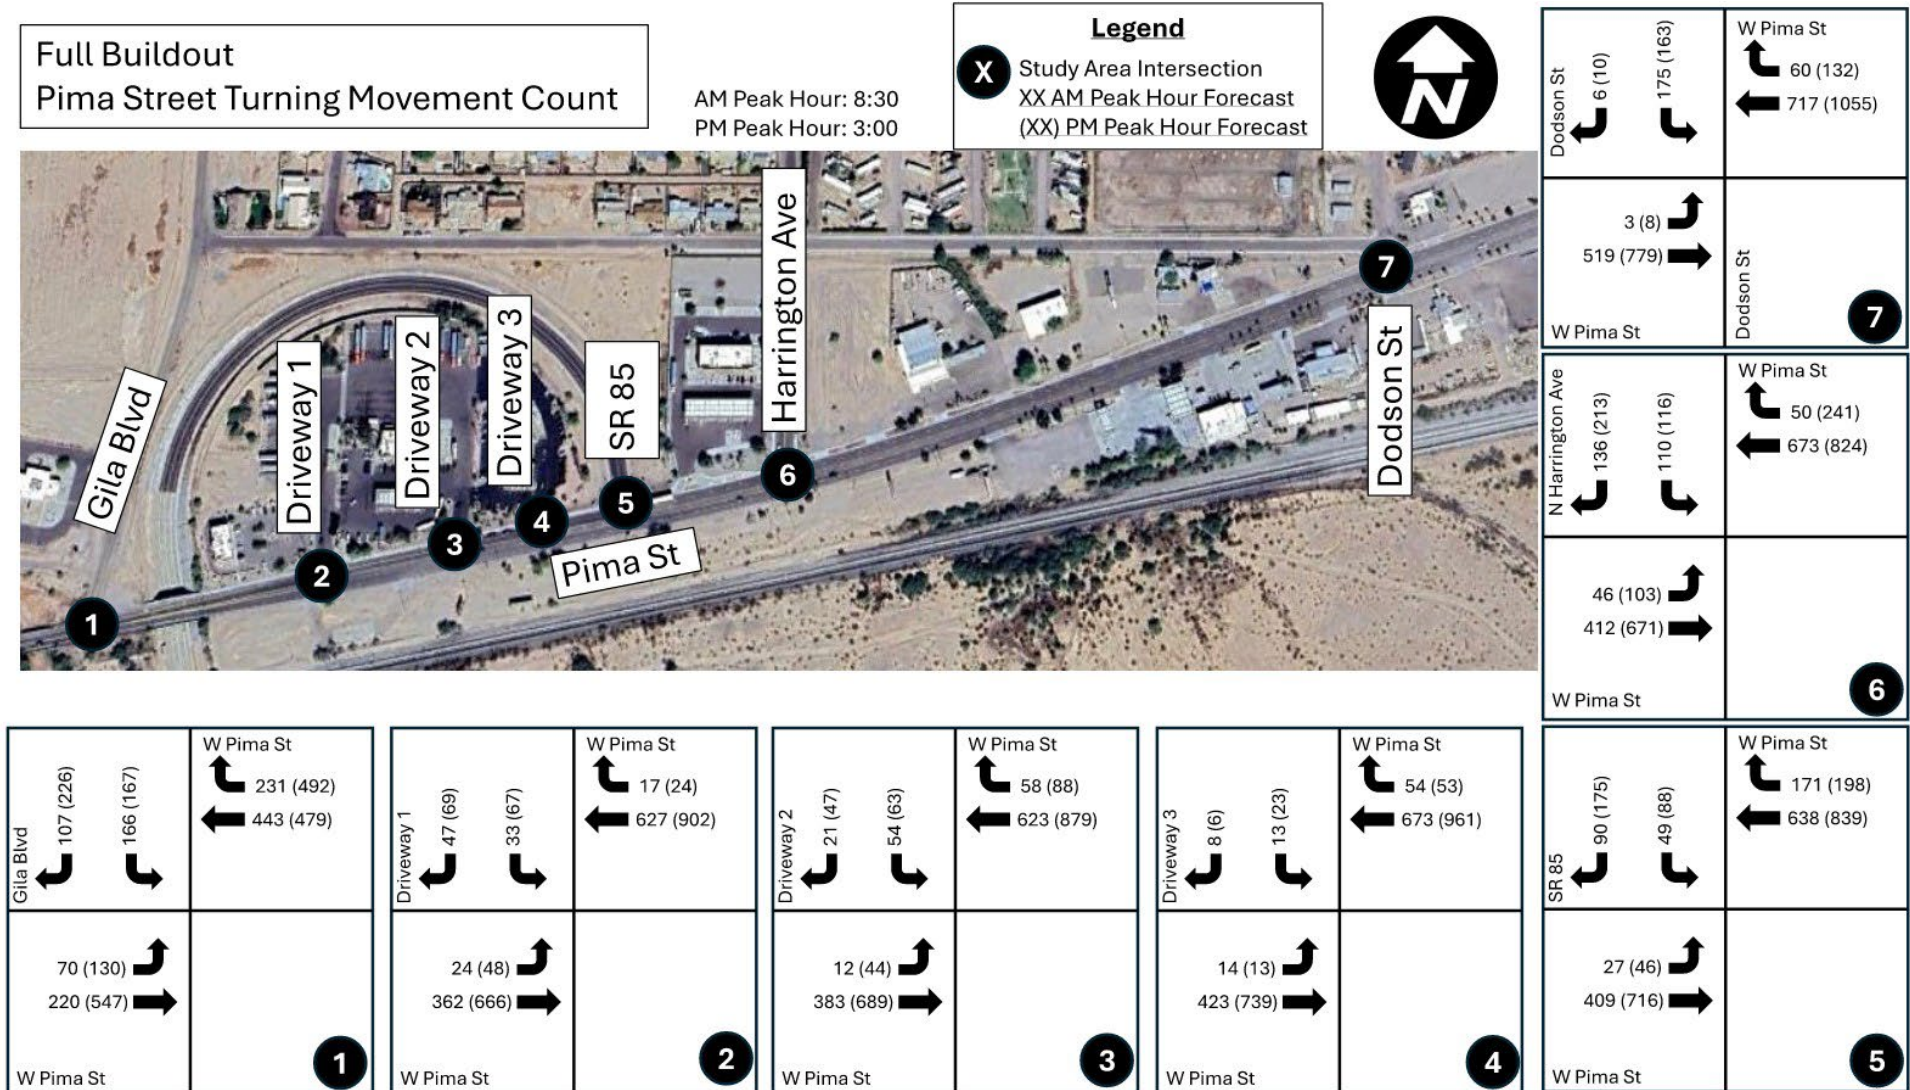 Full Buildout
Pima Street Turning Movement Count
AM Peak Hour: 8:30
PM Peak Hour: 3:00
Legend
X Study Area Intersection
XX AM Peak Hour Forecast
(XX) PM Peak Hour Forecast
N
Gila Blvd
Driveway 1
Driveway 2
Driveway 3
SR 85
Harrington Ave
Dodson St
Pima St
1
2
3
4
5
6
7
Dodson St
6 (10)
175 (163)
W Pima St
60 (132)
717 (1055)
3 (8)
519 (779)
W Pima St
Dodson St
7
N Harrington Ave
136 (213)
110 (116)
W Pima St
50 (241)
673 (824)
46 (103)
412 (671)
W Pima St
6
Gila Blvd
107 (226)
166 (167)
W Pima St
231 (492)
443 (479)
70 (130)
220 (547)
W Pima St
1
Driveway 1
47 (69)
33 (67)
W Pima St
17 (24)
627 (902)
24 (48)
362 (666)
W Pima St
2
Driveway 2
21 (47)
54 (63)
W Pima St
58 (88)
623 (879)
12 (44)
383 (689)
W Pima St
3
Driveway 3
8 (6)
13 (23)
W Pima St
54 (53)
673 (961)
14 (13)
423 (739)
W Pima St
4
SR 85
90 (175)
49 (88)
W Pima St
171 (198)
638 (839)
27 (46)
409 (716)
W Pima St
5